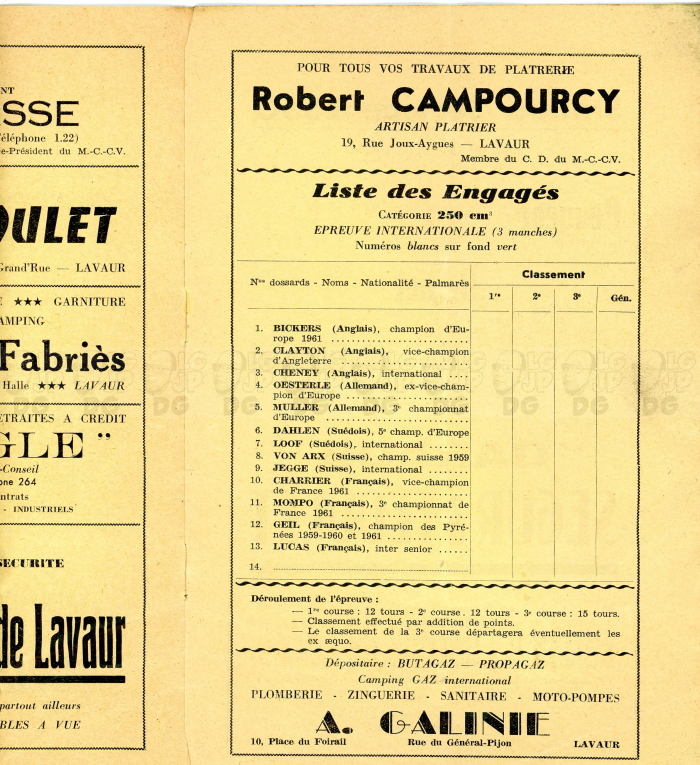 NT
SSE
éléphone 1.22)
e-Président du M.-C.-C.V.
OULET
Grand'Rue — LAVAUR
E ★★★ GARNITURE
AMPING
Fabriès
Halle ★★★ LAVAUR
ETRAITES A CREDIT
GLE "
-Conseil
one 264
ntrats
- INDUSTRIELS
SECURITE
de Lavaur
partout ailleurs
BLES A VUE
POUR TOUS VOS TRAVAUX DE PLATRERIE
Robert CAMPOURCY
ARTISAN PLATRIER
19, Rue Joux-Aygues — LAVAUR
Membre du C. D. du M.-C.-C.V.
Liste des Engagés
CATÉGORIE 250 cm³
EPREUVE INTERNATIONALE (3 manches)
Numéros blancs sur fond vert
Nos dossards - Noms - Nationalité - Palmarès
Classement
1re 2e 3e Gén.
1. BICKERS (Anglais), champion d'Eu-
rope 1961
2. CLAYTON (Anglais), vice-champion
d'Angleterre
3. CHENEY (Anglais), international ....
4. OESTERLE (Allemand), ex-vice-cham-
pion d'Europe
5. MULLER (Allemand), 3e championnat
d'Europe
6. DAHLEN (Suédois), 5e champ. d'Europe
7. LOOF (Suédois), international ........
8. VON ARX (Suisse), champ. suisse 1959
9. JEGGE (Suisse), international ........
10. CHARRIER (Français), vice-champion
de France 1961
11. MOMPO (Français), 3e championnat de
France 1961
12. GEIL (Français), champion des Pyré-
nées 1959-1960 et 1961
13. LUCAS (Français), inter senior ......
14.
Déroulement de l'épreuve :
— 1re course : 12 tours - 2e course . 12 tours - 3e course : 15 tours.
— Classement effectué par addition de points.
— Le classement de la 3e course départagera éventuellement les
ex æquo.
Dépositaire : BUTAGAZ — PROPAGAZ
Camping GAZ international
PLOMBERIE - ZINGUERIE - SANITAIRE - MOTO-POMPES
A. GALINIE
10, Place du Foirail Rue du Général-Pijon LAVAUR